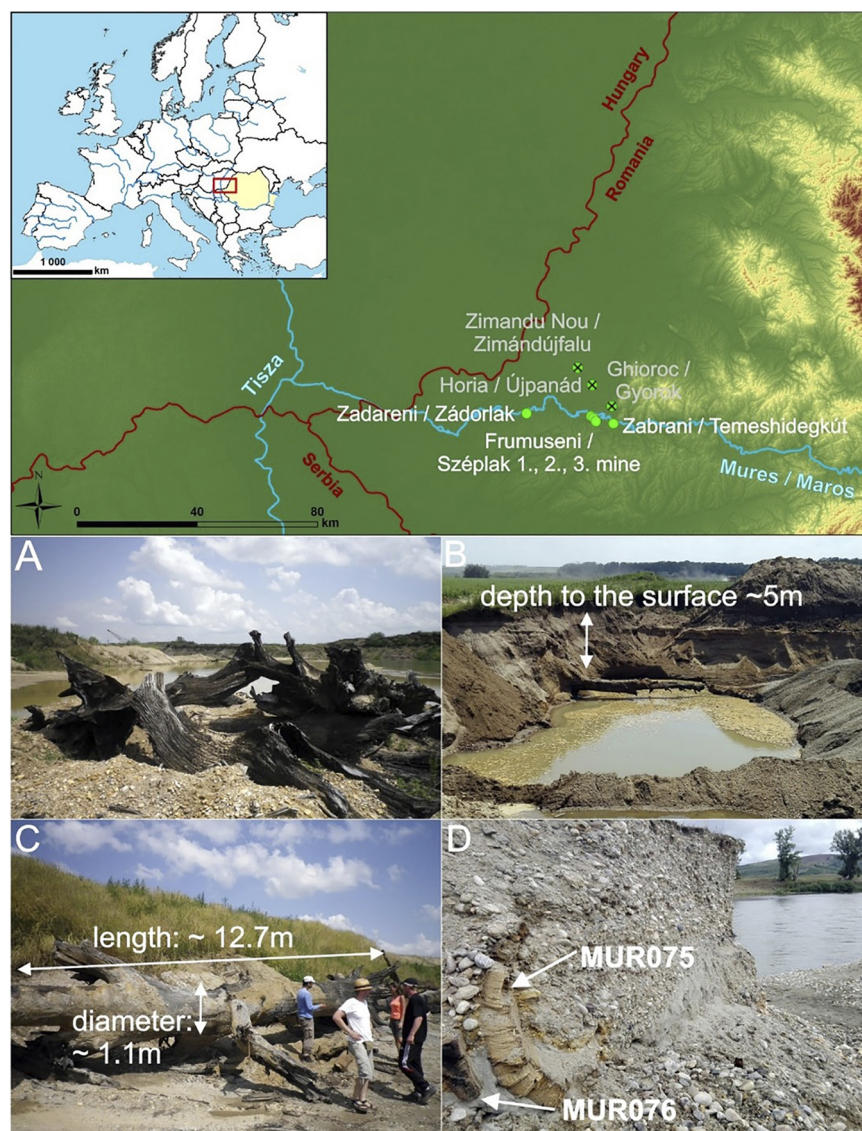 1 000
km
Hungary
Romania
Zimandu Nou /
Zimándújfalu
Ghioroc /
Gyorok
Tisza
Horia / Újpanád
Zadareni / Zádorlak
Zabrani / Temeshidegkút
Frumuseni /
Széplak 1., 2., 3. mine
Serbia
Mures / Maros
N
0 40 80
km
A
B
depth to the surface ~5m
C
length: ~ 12.7m
diameter:
~ 1.1m
D
MUR075
MUR076